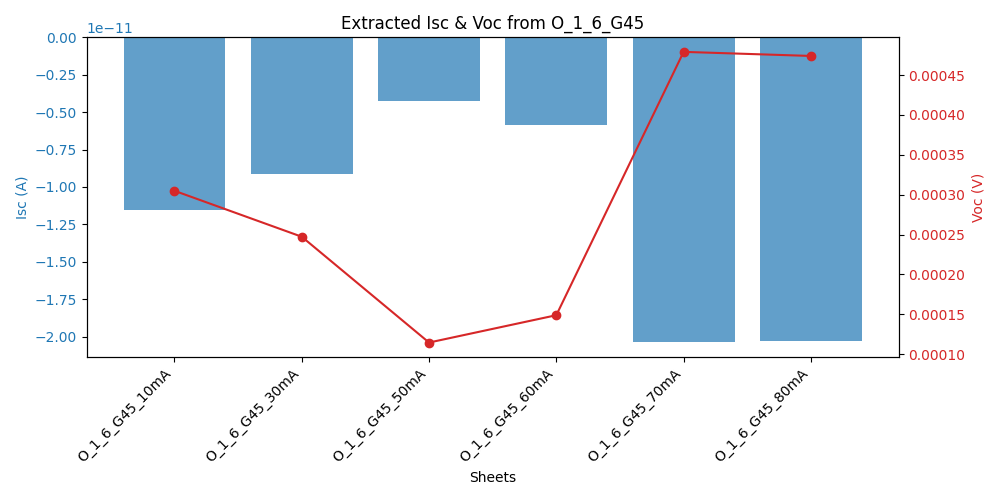 Extracted Isc & Voc from O_1_6_G45
1e−11
0.00
−0.25
−0.50
−0.75
−1.00
−1.25
−1.50
−1.75
−2.00
Isc (A)
0.00045
0.00040
0.00035
0.00030
0.00025
0.00020
0.00015
0.00010
Voc (V)
O_1_6_G45_10mA
O_1_6_G45_30mA
O_1_6_G45_50mA
O_1_6_G45_60mA
O_1_6_G45_70mA
O_1_6_G45_80mA
Sheets